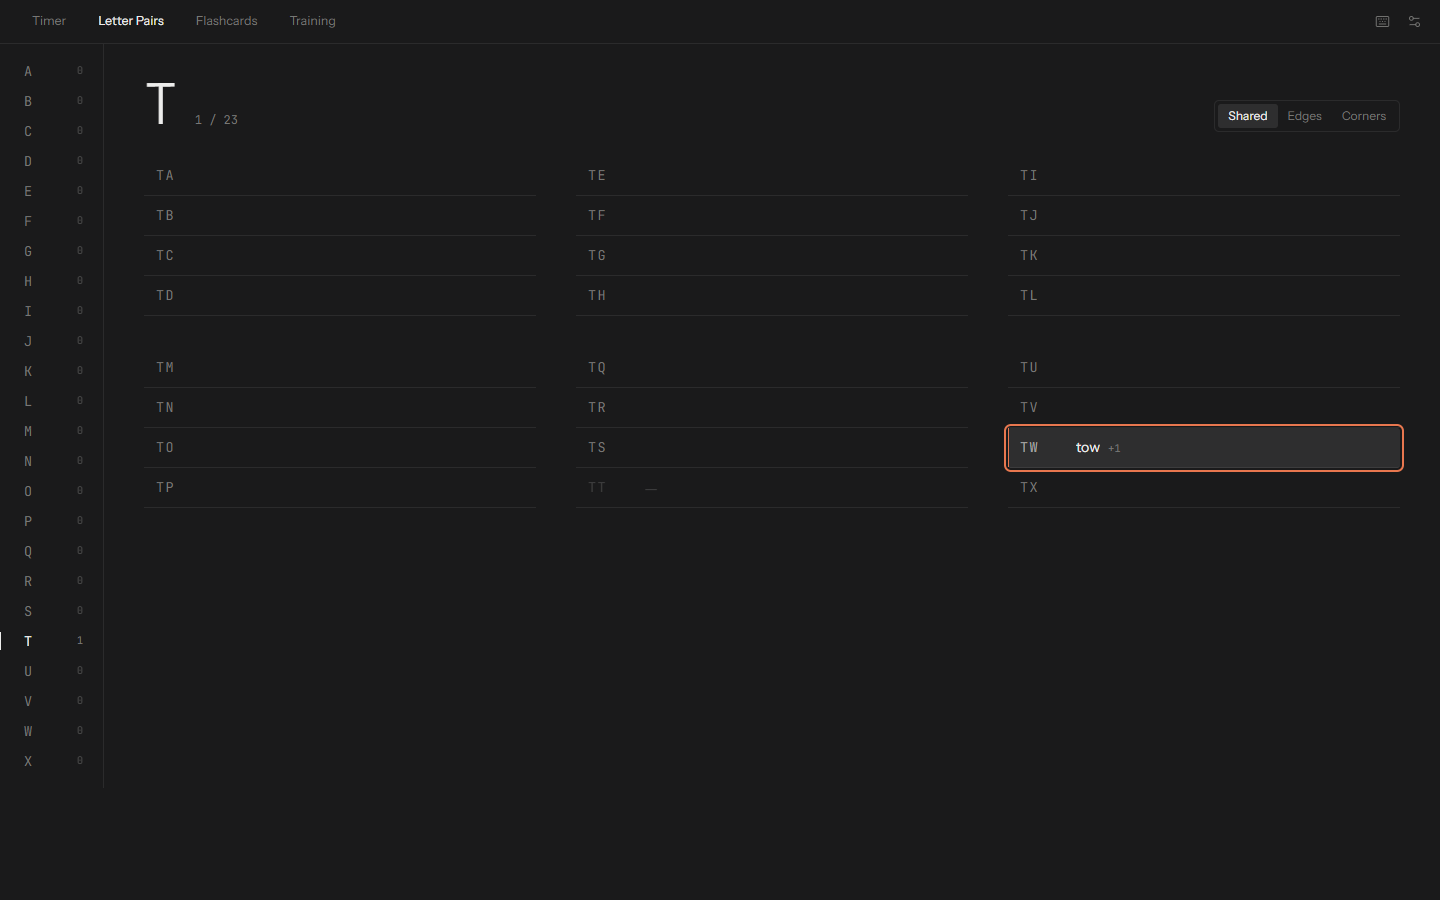 Timer Letter Pairs Flashcards Training
A 0
B 0
C 0
D 0
E 0
F 0
G 0
H 0
I 0
J 0
K 0
L 0
M 0
N 0
O 0
P 0
Q 0
R 0
S 0
T 1
U 0
V 0
W 0
X 0
T 1 / 23
Shared Edges Corners
TA TE TI
TB TF TJ
TC TG TK
TD TH TL
TM TQ TU
TN TR TV
TO TS TW tow +1
TP TT — TX